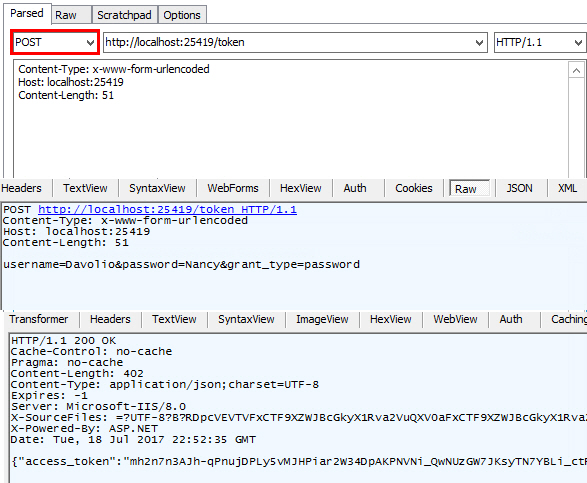 Parsed Raw Scratchpad Options
POST http://localhost:25419/token HTTP/1.1
Content-Type: x-www-form-urlencoded
Host: localhost:25419
Content-Length: 51
Headers TextView SyntaxView WebForms HexView Auth Cookies Raw JSON XML
POST http://localhost:25419/token HTTP/1.1
Content-Type: x-www-form-urlencoded
Host: localhost:25419
Content-Length: 51
username=Davolio&password=Nancy&grant_type=password
Transformer Headers TextView SyntaxView ImageView HexView WebView Auth Caching
HTTP/1.1 200 OK
Cache-Control: no-cache
Pragma: no-cache
Content-Length: 402
Content-Type: application/json;charset=UTF-8
Expires: -1
Server: Microsoft-IIS/8.0
X-SourceFiles: =?UTF-8?B?RDpcVEVTVFxCTF9XZWJBcGkyX1Rva2VuQXV0aFxCTF9XZWJBcGkyX1Rva2
X-Powered-By: ASP.NET
Date: Tue, 18 Jul 2017 22:52:35 GMT
{"access_token":"mh2n7n3AJh-qPnujDPLy5vMJHPiar2W34DpAKPNVNi_QwNUzGW7JKsyTN7YBLi_ctF